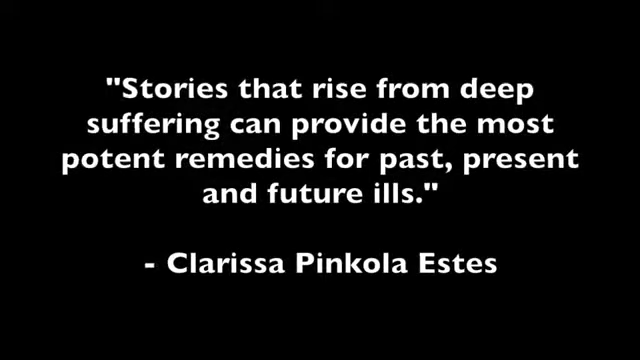 "Stories that rise from deep
suffering can provide the most
potent remedies for past, present
and future ills."
- Clarissa Pinkola Estes